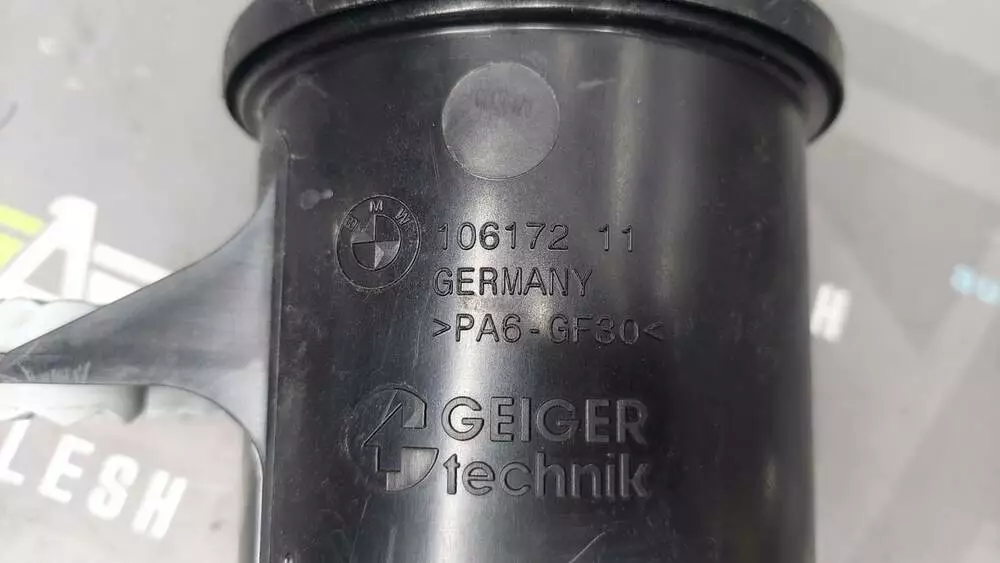 BMW
106172 11
GERMANY
>PA6-GF30<
GEIGER
technik
LESH
H